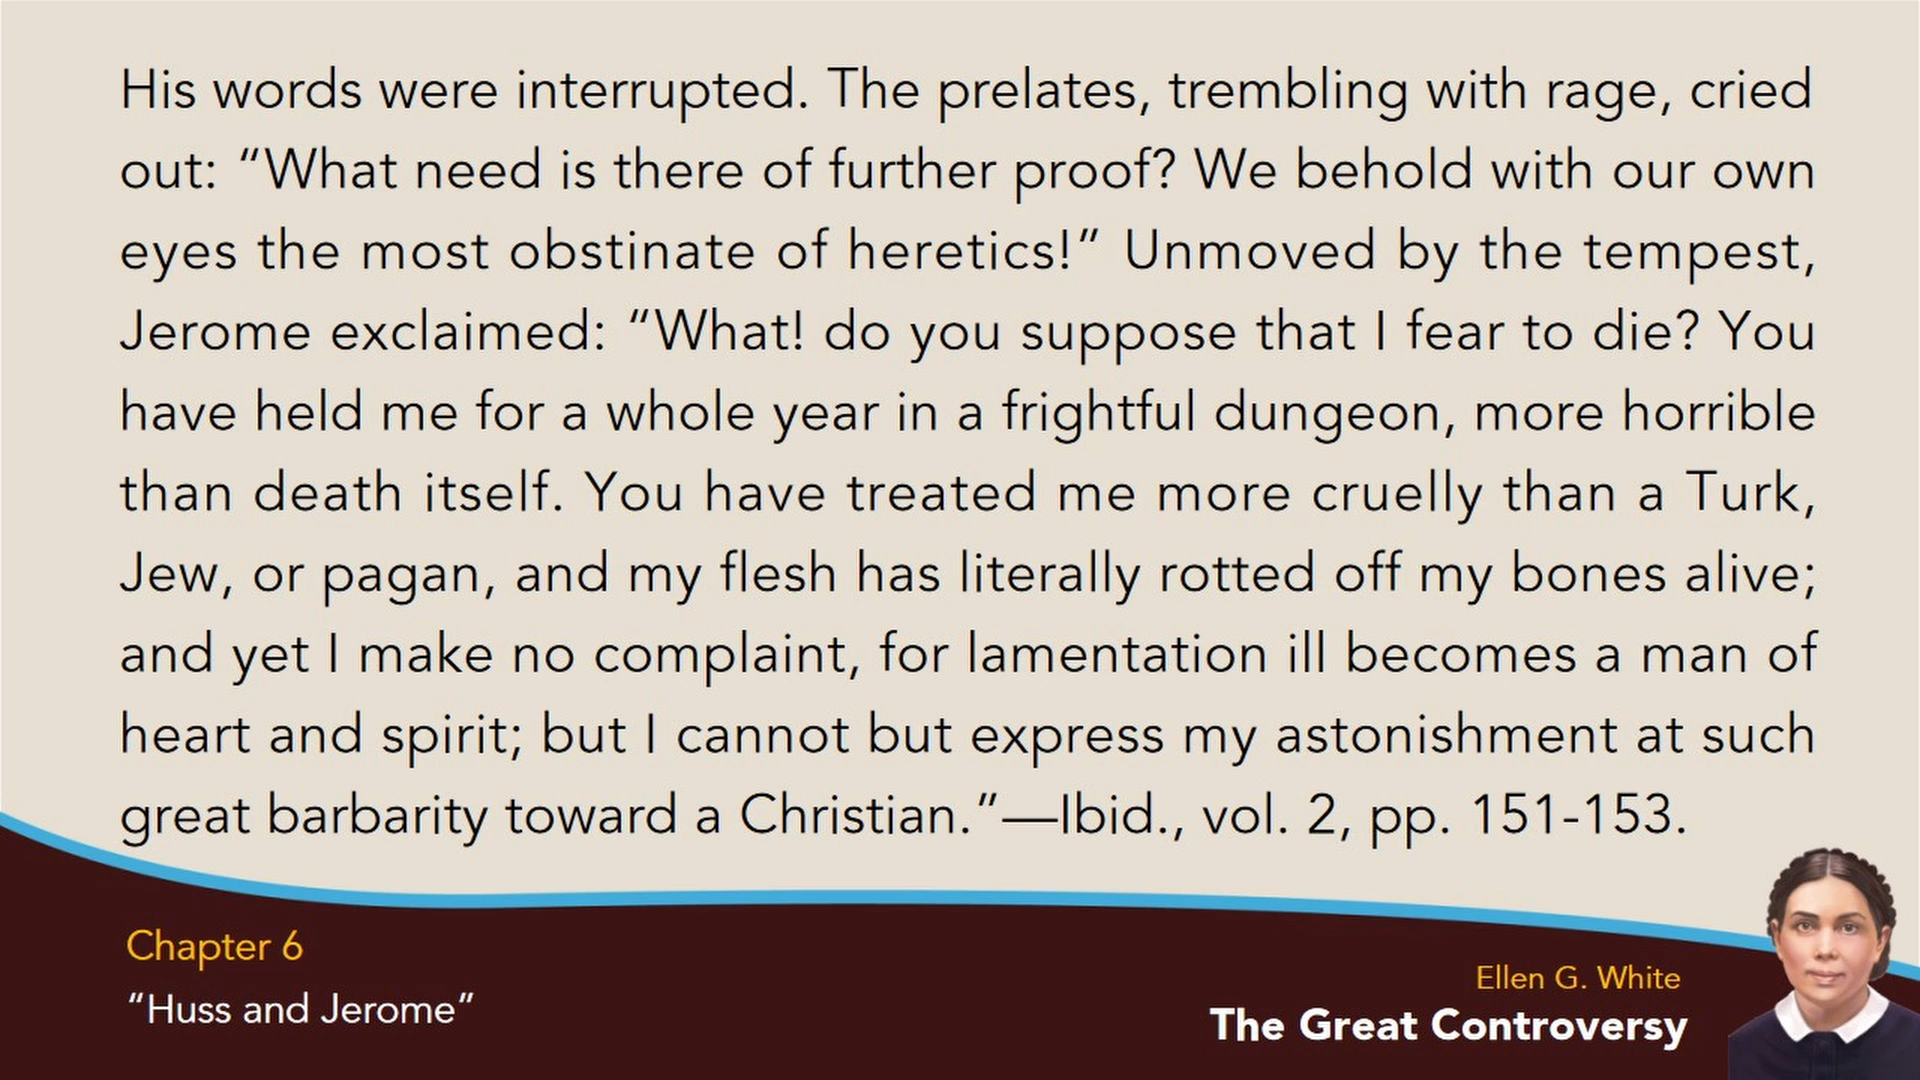 His words were interrupted. The prelates, trembling with rage, cried
out: “What need is there of further proof? We behold with our own
eyes the most obstinate of heretics!” Unmoved by the tempest,
Jerome exclaimed: “What! do you suppose that I fear to die? You
have held me for a whole year in a frightful dungeon, more horrible
than death itself. You have treated me more cruelly than a Turk,
Jew, or pagan, and my flesh has literally rotted off my bones alive;
and yet I make no complaint, for lamentation ill becomes a man of
heart and spirit; but I cannot but express my astonishment at such
great barbarity toward a Christian.”—Ibid., vol. 2, pp. 151-153.
Chapter 6
“Huss and Jerome”
Ellen G. White
The Great Controversy